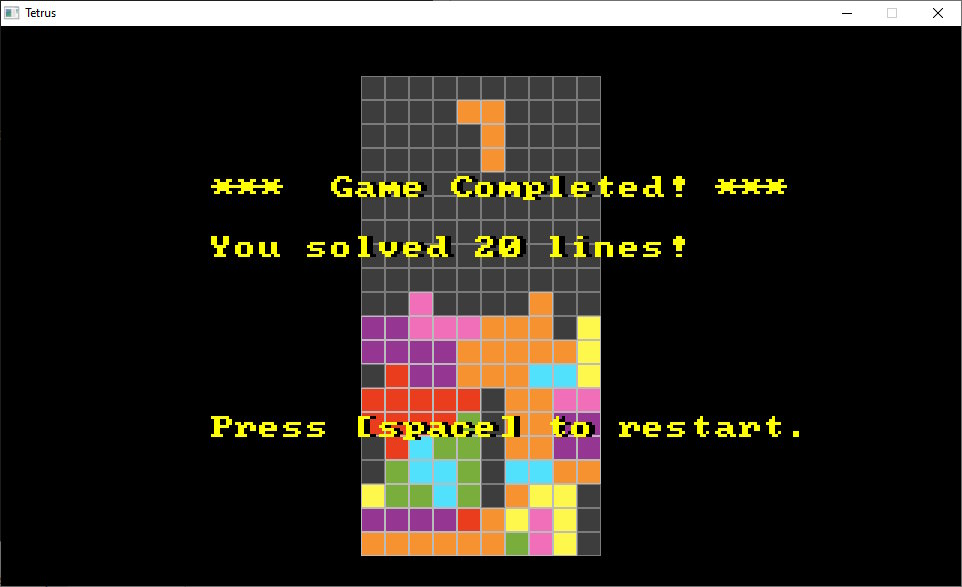 Tetrus
*** Game Completed! ***
You solved 20 lines!
Press [space] to restart.